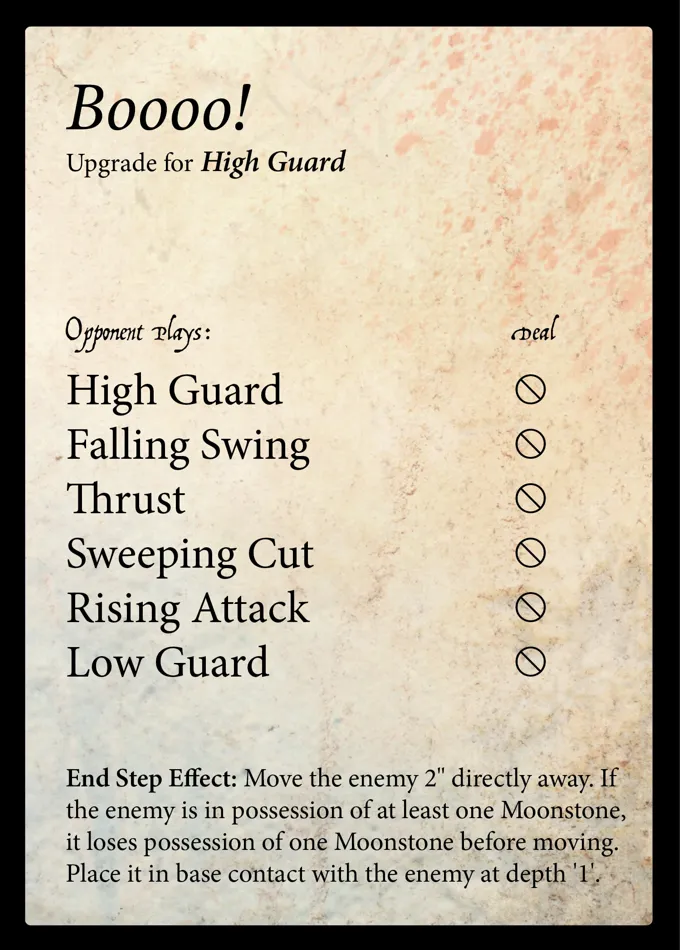 Boooo!
Upgrade for High Guard
Opponent Plays: Deal
High Guard
Falling Swing
Thrust
Sweeping Cut
Rising Attack
Low Guard
End Step Effect: Move the enemy 2" directly away. If
the enemy is in possession of at least one Moonstone,
it loses possession of one Moonstone before moving.
Place it in base contact with the enemy at depth '1'.